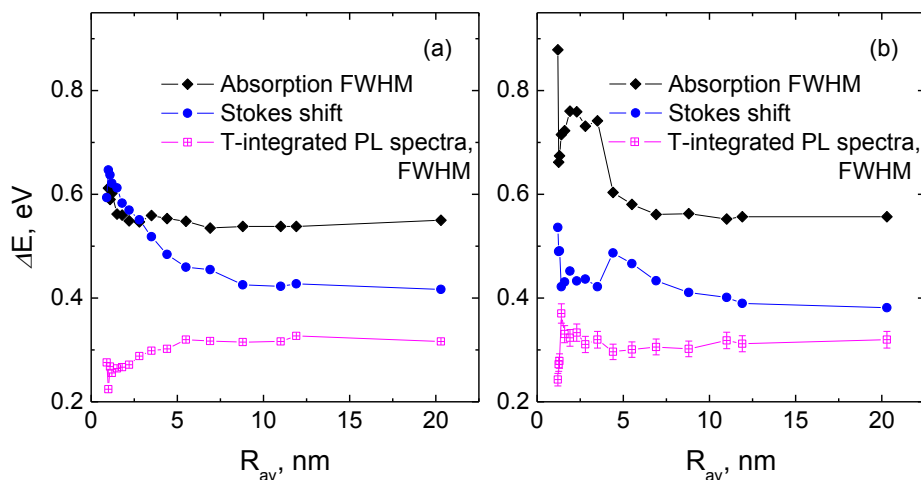 (a)
Absorption FWHM
Stokes shift
T-integrated PL spectra,
FWHM
0.8
0.6
0.4
0.2
ΔE, eV
0 5 10 15 20
R_av, nm
(b)
Absorption FWHM
Stokes shift
T-integrated PL spectra,
FWHM
0 5 10 15 20
R_av, nm